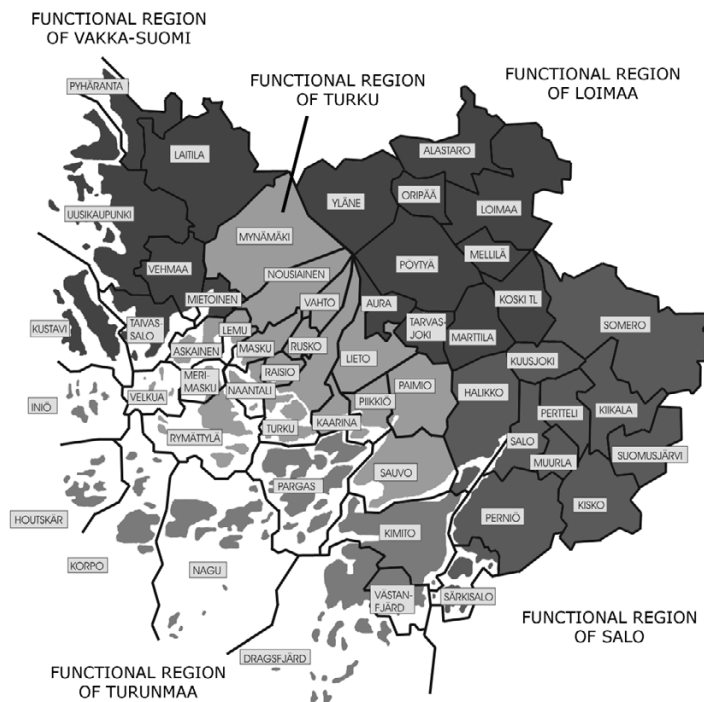 FUNCTIONAL REGION
OF VAKKA-SUOMI
FUNCTIONAL REGION
OF TURKU
FUNCTIONAL REGION
OF LOIMAA
PYHÄRANTA
LAITILA
ALASTARO
YLÄNE
ORIPÄÄ
LOIMAA
UUSIKAUPUNKI
MYNÄMÄKI
MELLILÄ
VEHMAA
NOUSIAINEN
PÖYTYÄ
MIETOINEN
VAHTO
AURA
KOSKI TL
KUSTAVI
TAIVAS-
SALO
LEMU
TARVAS-
JOKI
MARTTILA
SOMERO
ASKAINEN
MASKU
RUSKO
LIETO
KUUSJOKI
RAISIO
MERI-
MASKU
NAANTALI
PAIMIO
HALIKKO
INIÖ
VELKUA
PIIKKIÖ
PERTTELI
KIIKALA
RYMÄTTYLÄ
TURKU
KAARINA
SALO
MUURLA
SUOMUSJÄRVI
SAUVO
PARGAS
HOUTSKÄR
PERNIÖ
KISKO
KIMITO
KORPO
NAGU
VÄSTAN-
FJÄRD
SÄRKISALO
FUNCTIONAL REGION
OF SALO
DRAGSFJÄRD
FUNCTIONAL REGION
OF TURUNMAA